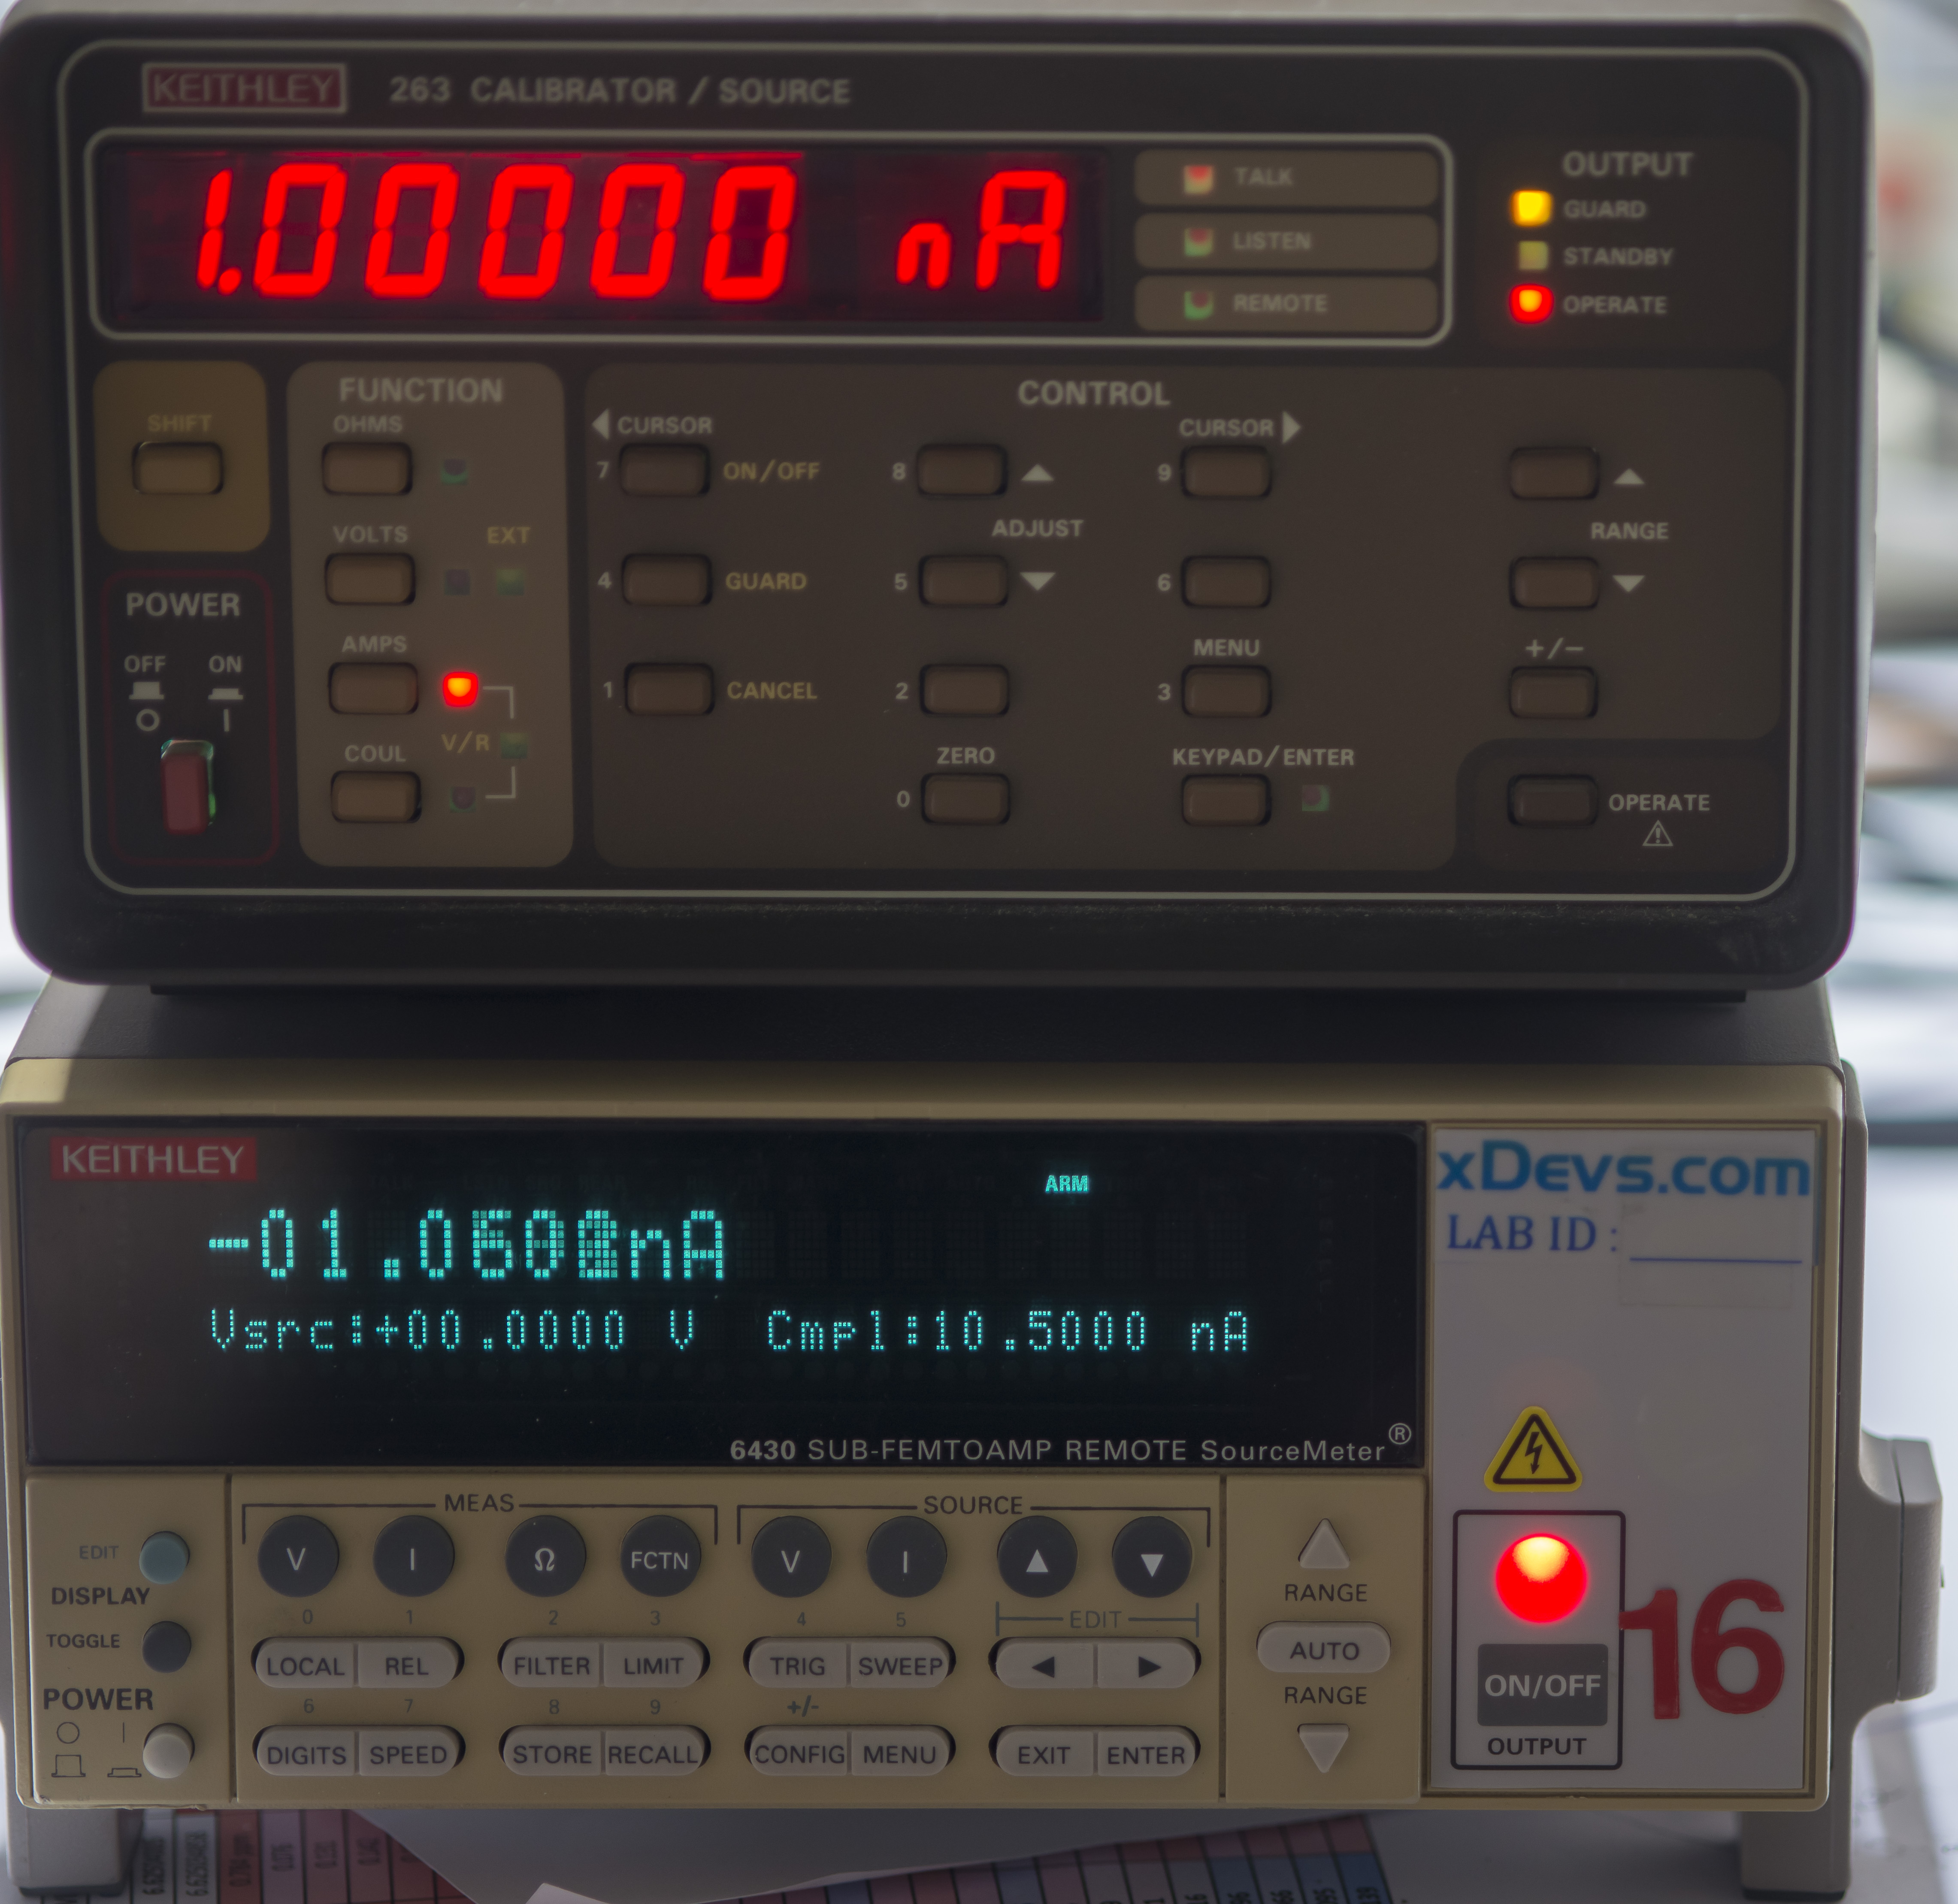 KEITHLEY 263 CALIBRATOR / SOURCE
1.00000 nA
TALK
LISTEN
REMOTE
OUTPUT
GUARD
STANDBY
OPERATE
SHIFT
POWER
OFF ON
FUNCTION
OHMS
VOLTS EXT
AMPS
V/R
COUL
CONTROL
CURSOR CURSOR
7 ON/OFF 8 9
ADJUST RANGE
4 GUARD 5 6
MENU +/−
1 CANCEL 2 3
ZERO KEYPAD/ENTER
0 OPERATE
KEITHLEY
ARM
nA
Vsrc:+00.0000 V Cmpl:10.5000 nA
6430 SUB-FEMTOAMP REMOTE SourceMeter®
xDevs.com
LAB ID :
EDIT
DISPLAY
TOGGLE
POWER
MEAS SOURCE
V I Ω FCTN V I
0 1 2 3 4 5 EDIT
LOCAL REL FILTER LIMIT TRIG SWEEP
6 7 8 9 +/-
DIGITS SPEED STORE RECALL CONFIG MENU EXIT ENTER
RANGE
AUTO
RANGE
ON/OFF
OUTPUT
16